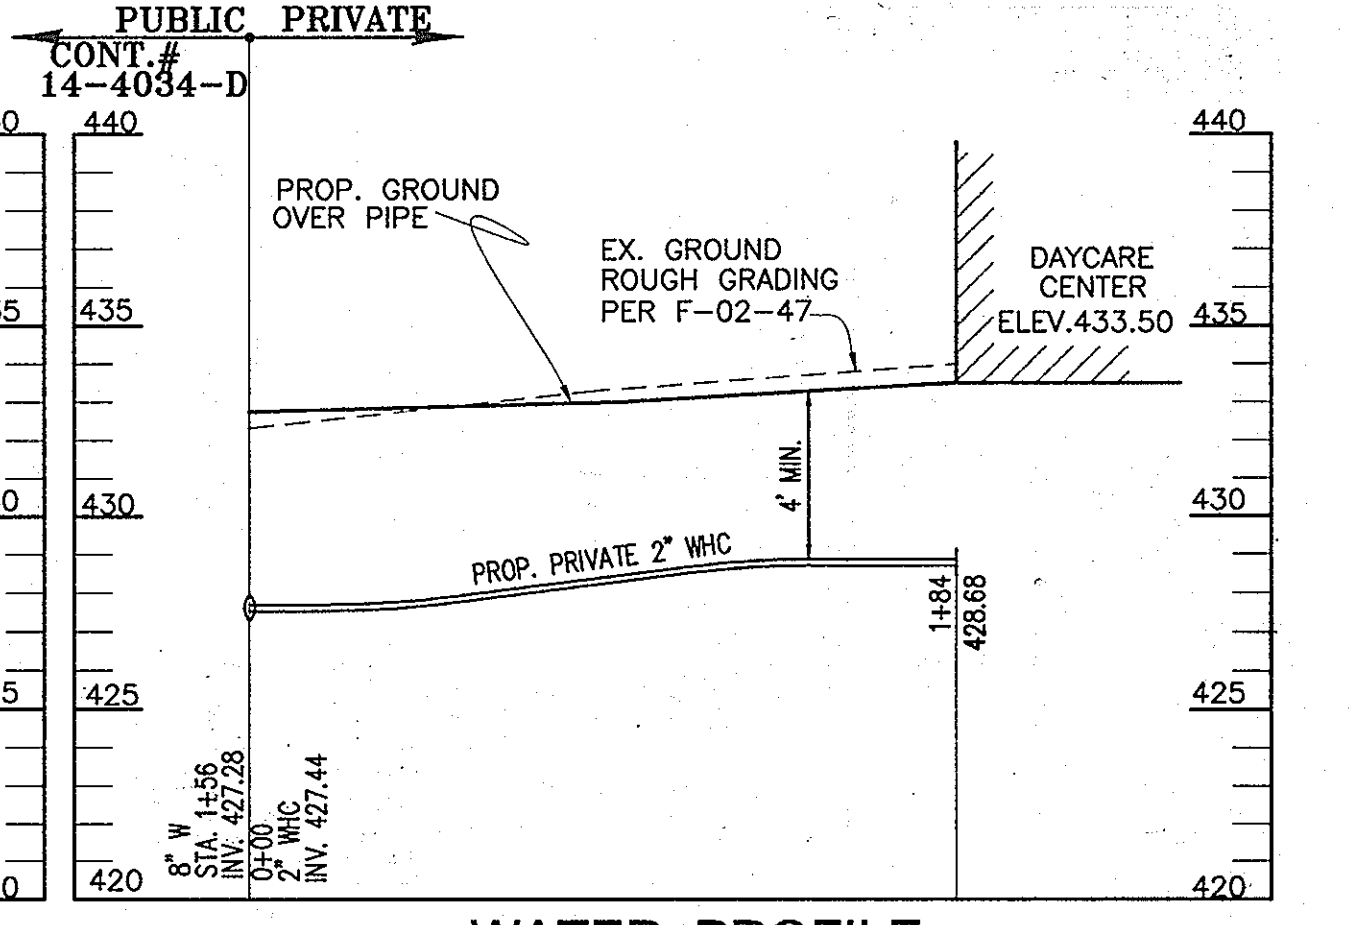 PUBLIC PRIVATE
CONT.#
14-4034-D
440
440
PROP. GROUND
OVER PIPE
EX. GROUND
ROUGH GRADING
PER F-02-47
DAYCARE
CENTER
ELEV.433.50
435
435
4' MIN.
430
430
PROP. PRIVATE 2" WHC
1+84
428.68
425
425
8" W
STA. 1+56
INV. 427.28
0+00
2" WHC
INV. 427.44
420
420
WATER PROFILE